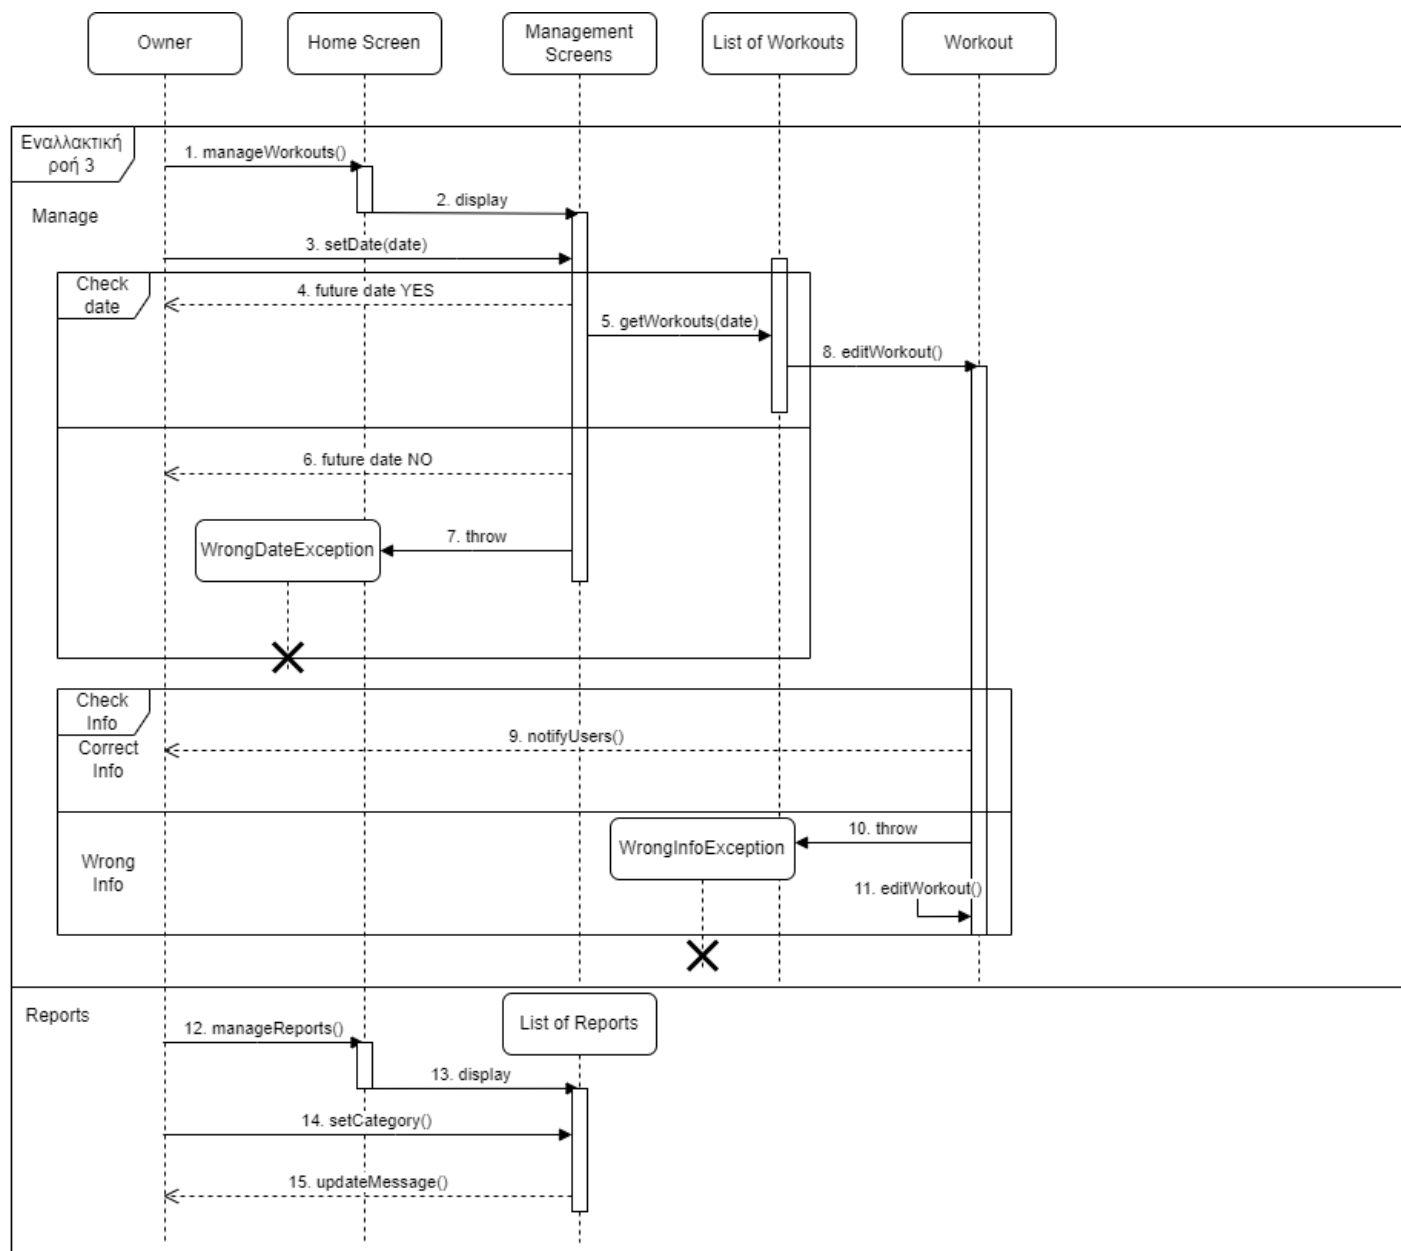 Owner
Home Screen
Management
Screens
List of Workouts
Workout
Εναλλακτική
ροή 3
1. manageWorkouts()
2. display
Manage
3. setDate(date)
Check
date
4. future date YES
5. getWorkouts(date)
8. editWorkout()
6. future date NO
7. throw
WrongDateException
Check
Info
9. notifyUsers()
Correct
Info
10. throw
WrongInfoException
Wrong
Info
11. editWorkout()
Reports
List of Reports
12. manageReports()
13. display
14. setCategory()
15. updateMessage()